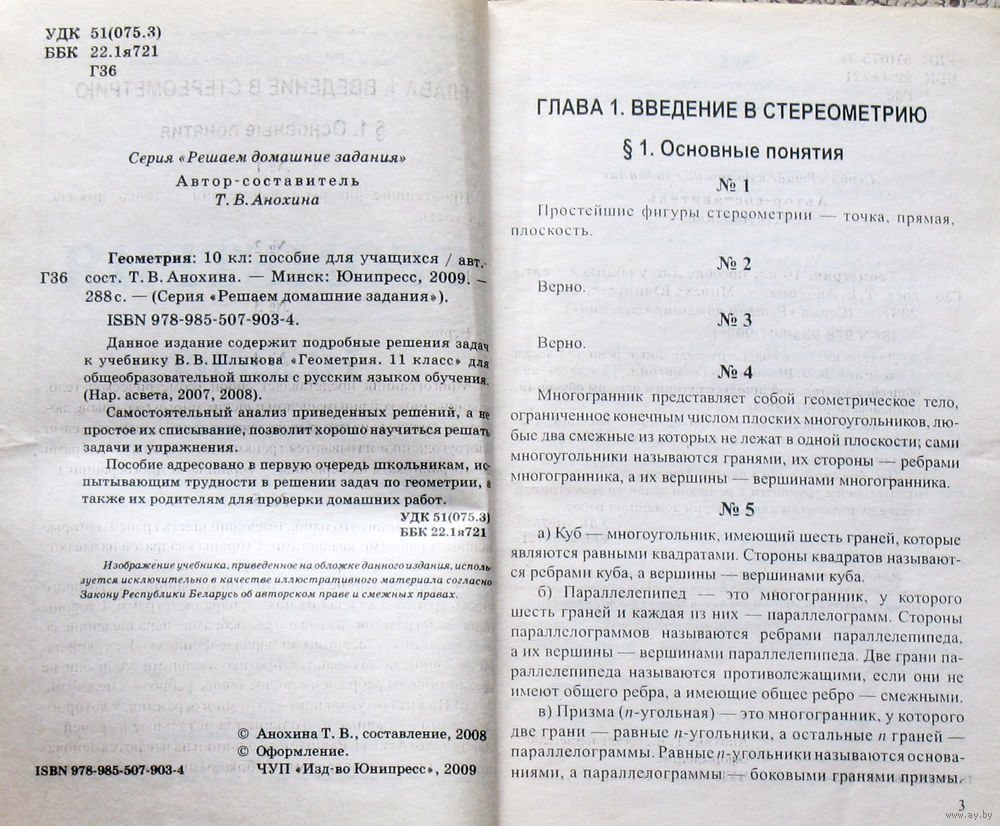 УДК 51(075.3)
ББК 22.1я721
Г36
Серия «Решаем домашние задания»
Автор-составитель
Т. В. Анохина
Геометрия: 10 кл: пособие для учащихся / авт.-
Г36 сост. Т. В. Анохина. — Минск: Юнипресс, 2009. —
288 с. — (Серия «Решаем домашние задания»).
ISBN 978-985-507-903-4.
Данное издание содержит подробные решения задач
к учебнику В. В. Шлыкова «Геометрия. 11 класс» для
общеобразовательной школы с русским языком обучения.
(Нар. асвета, 2007, 2008).
Самостоятельный анализ приведенных решений, а не
простое их списывание, позволит хорошо научиться решать
задачи и упражнения.
Пособие адресовано в первую очередь школьникам, ис-
пытывающим трудности в решении задач по геометрии, а
также их родителям для проверки домашних работ.
УДК 51(075.3)
ББК 22.1я721
Изображение учебника, приведенное на обложке данного издания, исполь-
зуется исключительно в качестве иллюстративного материала согласно
Закону Республики Беларусь об авторском праве и смежных правах.
© Анохина Т. В., составление, 2008
© Оформление.
ISBN 978-985-507-903-4 ЧУП «Изд-во Юнипресс», 2009
ГЛАВА 1. ВВЕДЕНИЕ В СТЕРЕОМЕТРИЮ
§ 1. Основные понятия
№ 1
Простейшие фигуры стереометрии — точка, прямая,
плоскость.
№ 2
Верно.
№ 3
Верно.
№ 4
Многогранник представляет собой геометрическое тело,
ограниченное конечным числом плоских многоугольников, лю-
бые два смежные из которых не лежат в одной плоскости; сами
многоугольники называются гранями, их стороны — ребрами
многогранника, а их вершины — вершинами многогранника.
№ 5
а) Куб — многоугольник, имеющий шесть граней, которые
являются равными квадратами. Стороны квадратов называют-
ся ребрами куба, а вершины — вершинами куба.
б) Параллелепипед — это многогранник, у которого
шесть граней и каждая из них — параллелограмм. Стороны
параллелограммов называются ребрами параллелепипеда,
а их вершины — вершинами параллелепипеда. Две грани па-
раллелепипеда называются противолежащими, если они не
имеют общего ребра, а имеющие общее ребро — смежными.
в) Призма (n-угольная) — это многогранник, у которого
две грани — равные n-угольники, а остальные n граней —
параллелограммы. Равные n-угольники называются основа-
ниями, а параллелограммы — боковыми гранями призмы.
3
www.ay.by